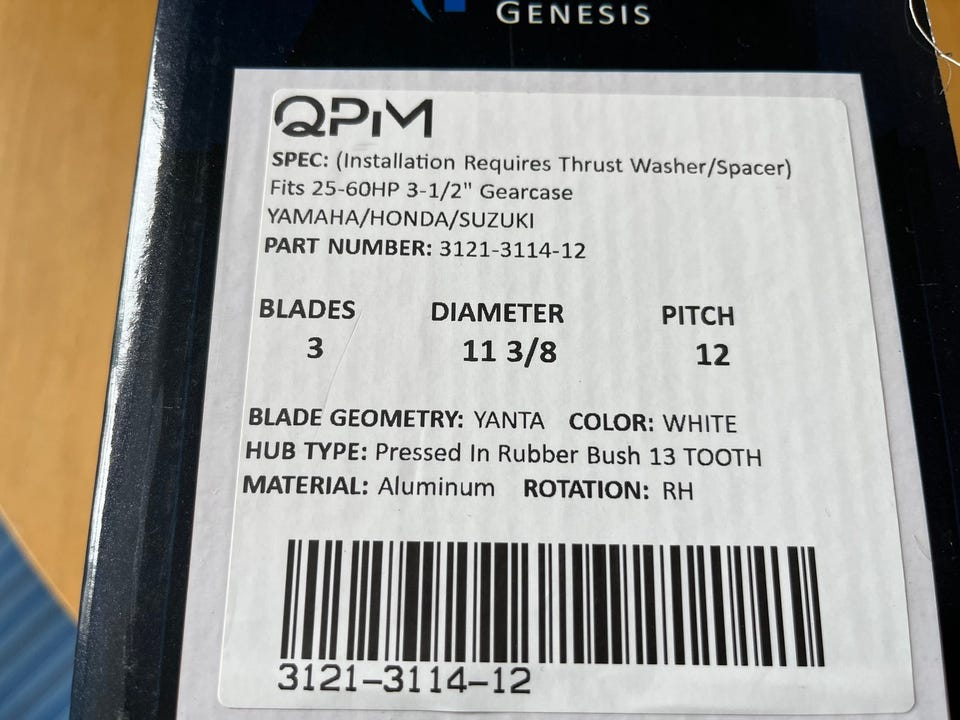 GENESIS
QPM
SPEC: (Installation Requires Thrust Washer/Spacer)
Fits 25-60HP 3-1/2" Gearcase
YAMAHA/HONDA/SUZUKI
PART NUMBER: 3121-3114-12
BLADES DIAMETER PITCH
3 11 3/8 12
BLADE GEOMETRY: YANTA COLOR: WHITE
HUB TYPE: Pressed In Rubber Bush 13 TOOTH
MATERIAL: Aluminum ROTATION: RH
3121-3114-12